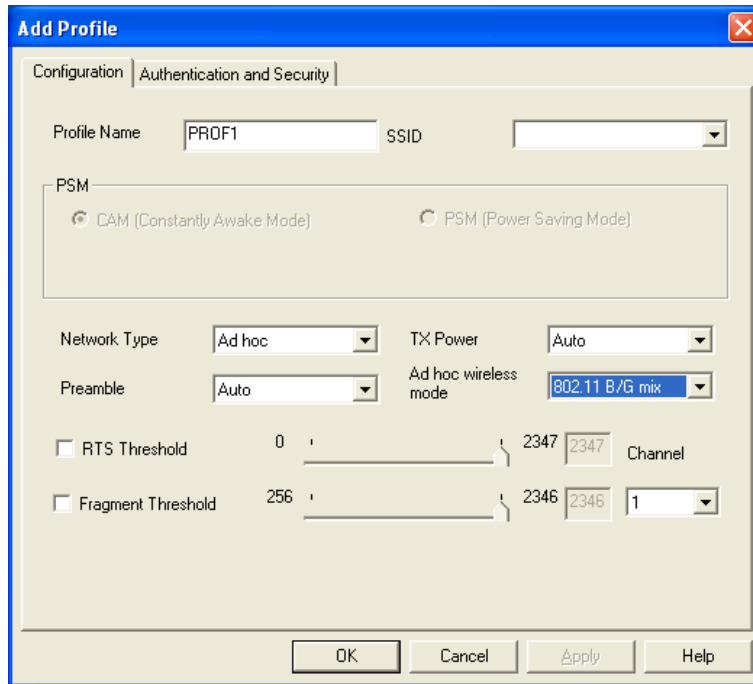 Add Profile
Configuration Authentication and Security
Profile Name PROF1 SSID
PSM
CAM (Constantly Awake Mode) PSM (Power Saving Mode)
Network Type Ad hoc TX Power Auto
Preamble Auto Ad hoc wireless mode 802.11 B/G mix
RTS Threshold 0 2347 2347 Channel
Fragment Threshold 256 2346 2346 1
OK Cancel Apply Help